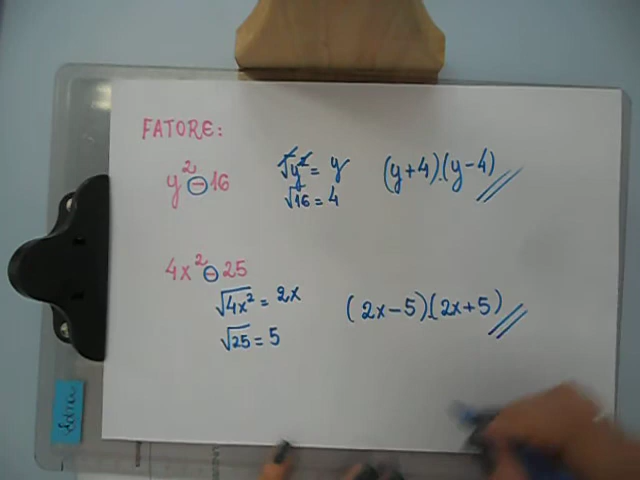 FATORE:
y² - 16
√y² = y
√16 = 4
(y+4).(y-4)
4x² - 25
√4x² = 2x
√25 = 5
(2x-5).(2x+5)